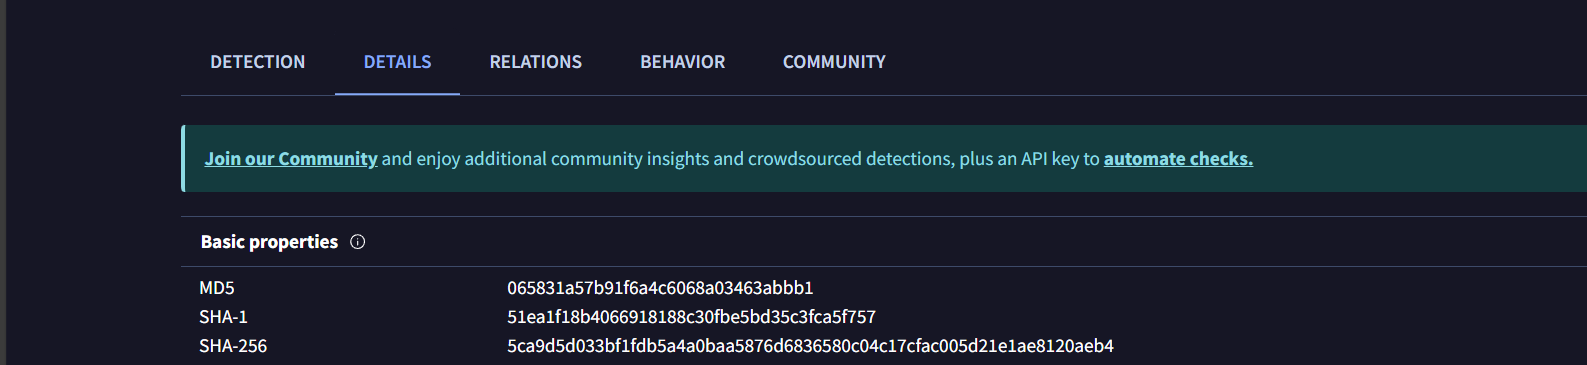 DETECTION DETAILS RELATIONS BEHAVIOR COMMUNITY
Join our Community and enjoy additional community insights and crowdsourced detections, plus an API key to automate checks.
Basic properties
MD5 065831a57b91f6a4c6068a03463abbb1
SHA-1 51ea1f18b4066918188c30fbe5bd35c3fca5f757
SHA-256 5ca9d5d033bf1fdb5a4a0baa5876d6836580c04c17cfac005d21e1ae8120aeb4